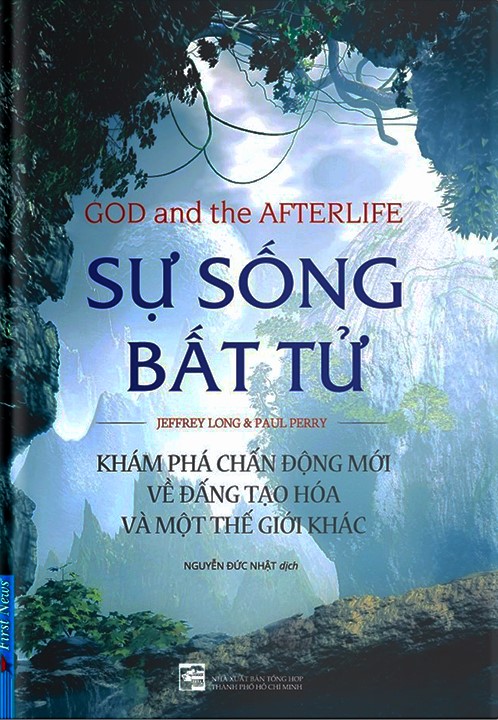 GOD and the AFTERLIFE
SỰ SỐNG
BẤT TỬ
JEFFREY LONG & PAUL PERRY
KHÁM PHÁ CHẤN ĐỘNG MỚI
VỀ ĐẤNG TẠO HÓA
VÀ MỘT THẾ GIỚI KHÁC
NGUYỄN ĐỨC NHẬT dịch
First News
NHÀ XUẤT BẢN TỔNG HỢP
THÀNH PHỐ HỒ CHÍ MINH